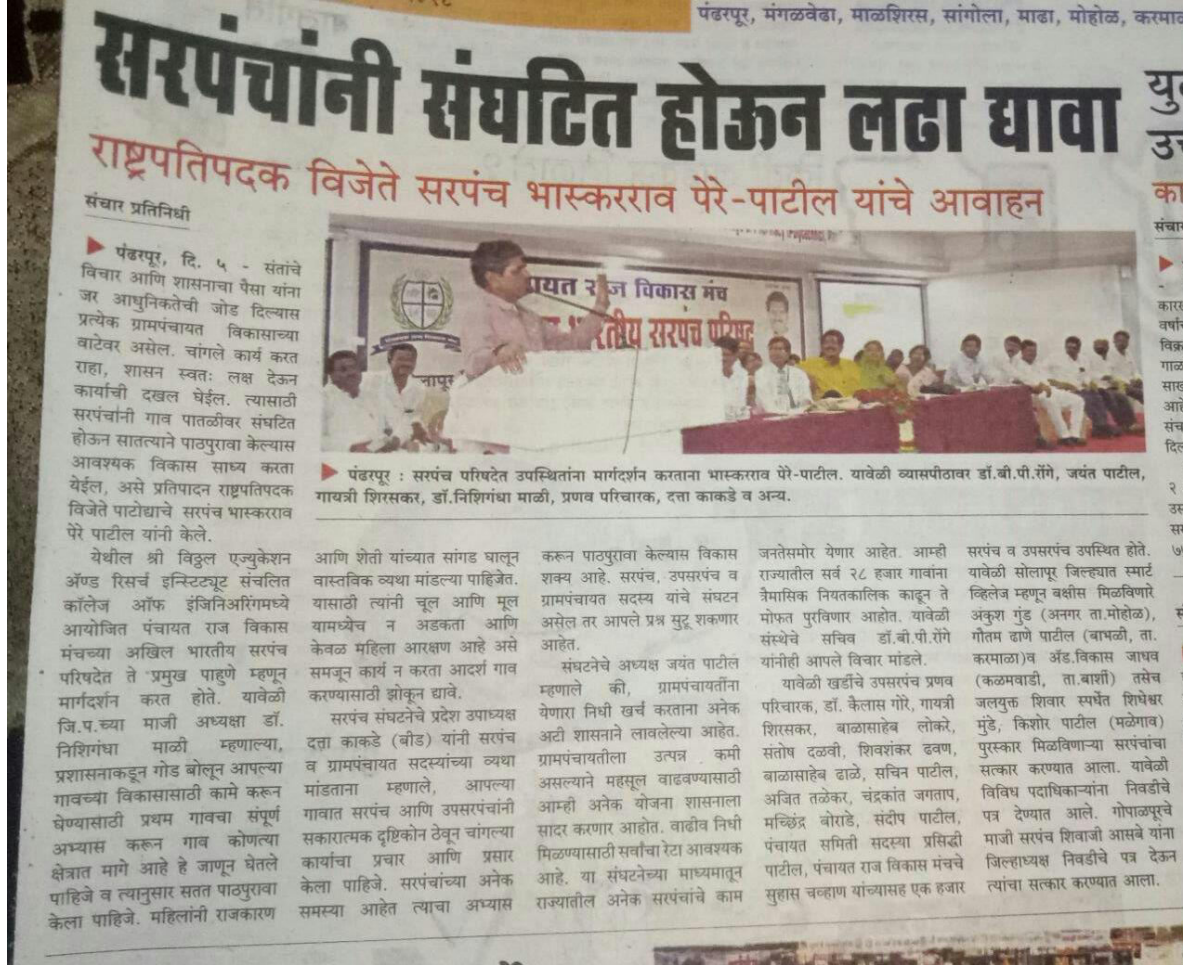 पंढरपूर, मंगळवेढा, माळशिरस, सांगोला, माढा, मोहोळ,
सरपंचांनी संघटित होऊन लढा द्यावा
राष्ट्रपतिपदक विजेते सरपंच भास्करराव पेरे-पाटील यांचे आवाहन
संचार प्रतिनिधी
पंढरपूर, दि. ५ - संतांचे
विचार आणि शासनाचा पैसा यांना
जर आधुनिकतेची जोड दिल्यास
प्रत्येक ग्रामपंचायत विकासाच्या
वाटेवर असेल. चांगले कार्य करत
राहा, शासन स्वतः लक्ष देऊन
कार्याची दखल घेईल. त्यासाठी
सरपंचांनी गाव पातळीवर संघटित
होऊन सातत्याने पाठपुरावा केल्यास
आवश्यक विकास साध्य करता
येईल, असे प्रतिपादन राष्ट्रपतिपदक
विजेते पाटोद्याचे सरपंच भास्करराव
पेरे पाटील यांनी केले.
येथील श्री विठ्ठल एज्युकेशन
ॲण्ड रिसर्च इन्स्टिट्यूट संचलित
कॉलेज ऑफ इंजिनिअरिंगमध्ये
आयोजित पंचायत राज विकास
मंचच्या अखिल भारतीय सरपंच
परिषदेत ते प्रमुख पाहुणे म्हणून
मार्गदर्शन करत होते. यावेळी
जि.प.च्या माजी अध्यक्षा डॉ.
निशिगंधा माळी म्हणाल्या,
प्रशासनाकडून गोड बोलून आपल्या
गावच्या विकासासाठी कामे करून
घेण्यासाठी प्रथम गावचा संपूर्ण
अभ्यास करून गाव कोणत्या
क्षेत्रात मागे आहे हे जाणून घेतले
पाहिजे व त्यानुसार सतत पाठपुरावा
केला पाहिजे. महिलांनी राजकारण
यत राज विकास मंच
भारतीय सरपंच परिषद
पंढरपूर : सरपंच परिषदेत उपस्थितांना मार्गदर्शन करताना भास्करराव पेरे-पाटील. यावेळी व्यासपीठावर डॉ.बी.पी.रोंगे, जयंत पाटील,
गायत्री शिरसकर, डॉ.निशिगंधा माळी, प्रणव परिचारक, दत्ता काकडे व अन्य.
आणि शेती यांच्यात सांगड घालून
वास्तविक व्यथा मांडल्या पाहिजेत.
यासाठी त्यांनी चूल आणि मूल
यामध्येच न अडकता आणि
केवळ महिला आरक्षण आहे असे
समजून कार्य न करता आदर्श गाव
करण्यासाठी झोकून द्यावे.
सरपंच संघटनेचे प्रदेश उपाध्यक्ष
दत्ता काकडे (बीड) यांनी सरपंच
व ग्रामपंचायत सदस्यांच्या व्यथा
मांडताना म्हणाले, आपल्या
गावात सरपंच आणि उपसरपंचांनी
सकारात्मक दृष्टिकोन ठेवून चांगल्या
कार्याचा प्रचार आणि प्रसार
केला पाहिजे. सरपंचांच्या अनेक
समस्या आहेत त्याचा अभ्यास
करून पाठपुरावा केल्यास विकास
शक्य आहे. सरपंच, उपसरपंच व
ग्रामपंचायत सदस्य यांचे संघटन
असेल तर आपले प्रश्न सुटू शकणार
आहेत.
संघटनेचे अध्यक्ष जयंत पाटील
म्हणाले की, ग्रामपंचायतींना
येणारा निधी खर्च करताना अनेक
अटी शासनाने लावलेल्या आहेत.
ग्रामपंचायतीला उत्पन्न कमी
असल्याने महसूल वाढवण्यासाठी
आम्ही अनेक योजना शासनाला
सादर करणार आहोत. वाढीव निधी
मिळण्यासाठी सर्वांचा रेटा आवश्यक
आहे. या संघटनेच्या माध्यमातून
राज्यातील अनेक सरपंचांचे काम
जनतेसमोर येणार आहेत. आम्ही
राज्यातील सर्व २८ हजार गावांना
त्रैमासिक नियतकालिक काढून ते
मोफत पुरविणार आहोत. यावेळी
संस्थेचे सचिव डॉ.बी.पी.रोंगे
यांनीही आपले विचार मांडले.
यावेळी खर्डीचे उपसरपंच प्रणव
परिचारक, डॉ. कैलास गोरे, गायत्री
शिरसकर, बाळासाहेब लोकरे,
संतोष दळवी, शिवशंकर ढवण,
बाळासाहेब ढाळे, सचिन पाटील,
अजित तळेकर, चंद्रकांत जगताप,
मच्छिंद्र बोराडे, संदीप पाटील,
पंचायत समिती सदस्या प्रसिद्धी
पाटील, पंचायत राज विकास मंचचे
सुहास चव्हाण यांच्यासह एक हजार
सरपंच व उपसरपंच उपस्थित होते.
यावेळी सोलापूर जिल्ह्यात स्मार्ट
व्हिलेज म्हणून बक्षीस मिळविणारे
अंकुश गुंड (अनगर ता.मोहोळ),
गौतम ढाणे पाटील (बाभळी, ता.
करमाळा)व ॲड.विकास जाधव
(कळमवाडी, ता.बार्शी) तसेच
जलयुक्त शिवार स्पर्धेत शिधेश्वर
मुंडे, किशोर पाटील (मळेगाव)
पुरस्कार मिळविणाऱ्या सरपंचांचा
सत्कार करण्यात आला. यावेळी
विविध पदाधिकाऱ्यांना निवडीचे
पत्र देण्यात आले. गोपाळपूरचे
माजी सरपंच शिवाजी आसबे यांना
जिल्हाध्यक्ष निवडीचे पत्र देऊन
त्यांचा सत्कार करण्यात आला.